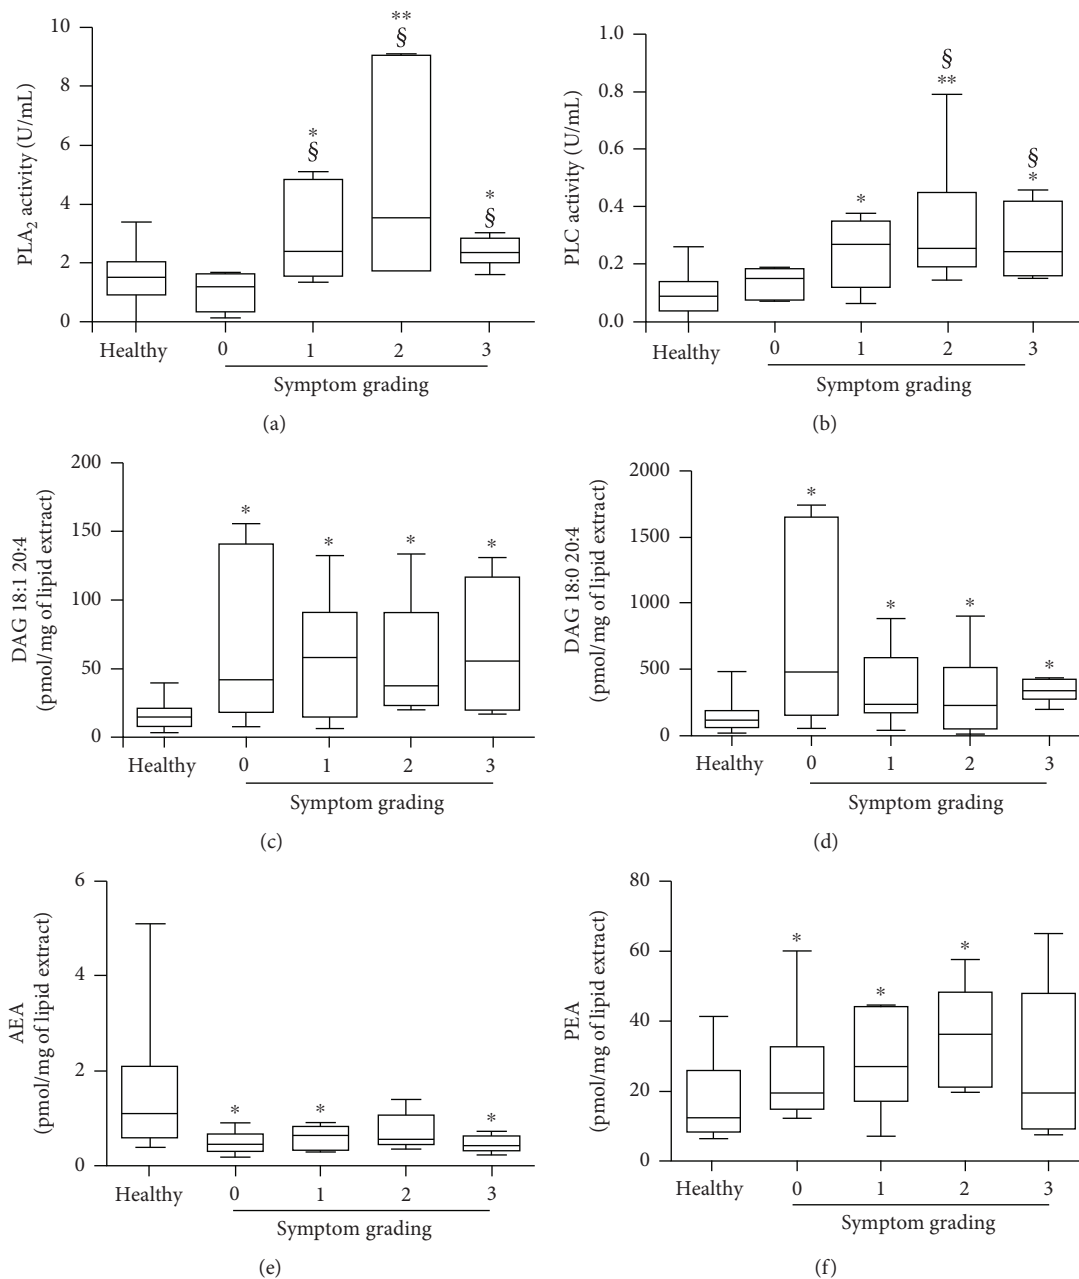 10
8
6
4
2
0
PLA₂ activity (U/mL)
*
§
**
§
*
§
Healthy 0 1 2 3
Symptom grading
(a)
1.0
0.8
0.6
0.4
0.2
0.0
PLC activity (U/mL)
*
§
**
§
*
Healthy 0 1 2 3
Symptom grading
(b)
200
150
100
50
0
DAG 18:1 20:4
(pmol/mg of lipid extract)
* * * *
Healthy 0 1 2 3
Symptom grading
(c)
2000
1500
1000
500
0
DAG 18:0 20:4
(pmol/mg of lipid extract)
* * * *
Healthy 0 1 2 3
Symptom grading
(d)
6
4
2
0
AEA
(pmol/mg of lipid extract)
* * *
Healthy 0 1 2 3
Symptom grading
(e)
80
60
40
20
0
PEA
(pmol/mg of lipid extract)
* * *
Healthy 0 1 2 3
Symptom grading
(f)